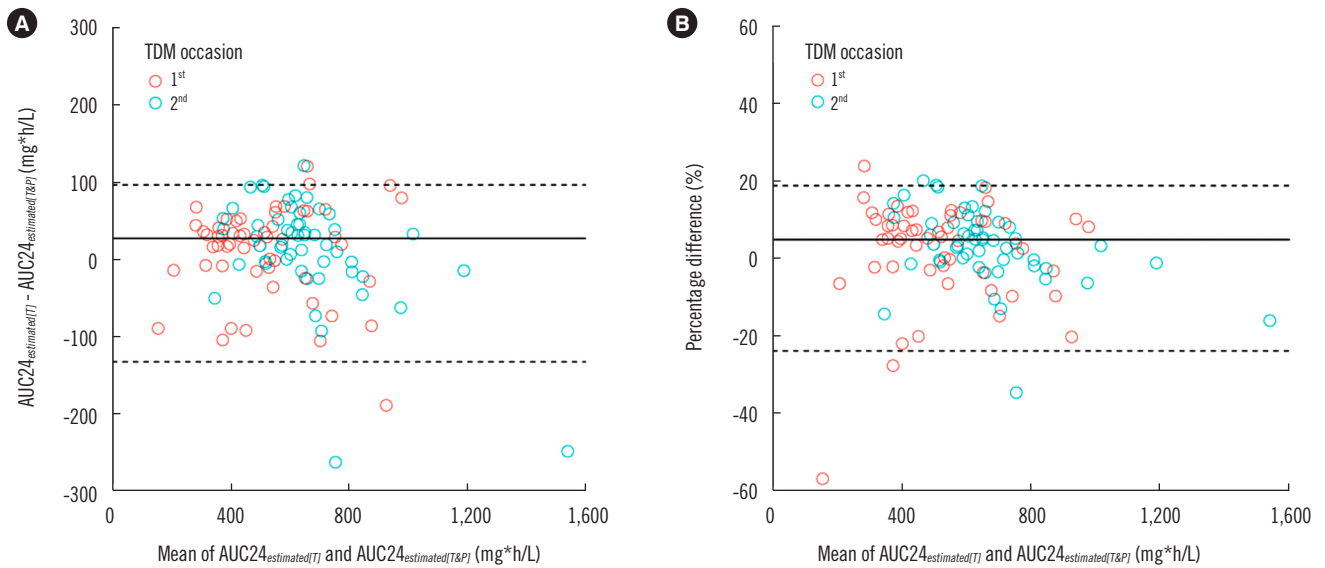 A
AUC24estimated[T] – AUC24estimated[T&P] (mg*h/L)
300
200
100
0
-100
-200
-300
TDM occasion
1st
2nd
0
400
800
1,200
1,600
Mean of AUC24estimated[T] and AUC24estimated[T&P] (mg*h/L)
B
Percentage difference (%)
60
40
20
0
-20
-40
-60
TDM occasion
1st
2nd
0
400
800
1,200
1,600
Mean of AUC24estimated[T] and AUC24estimated[T&P] (mg*h/L)